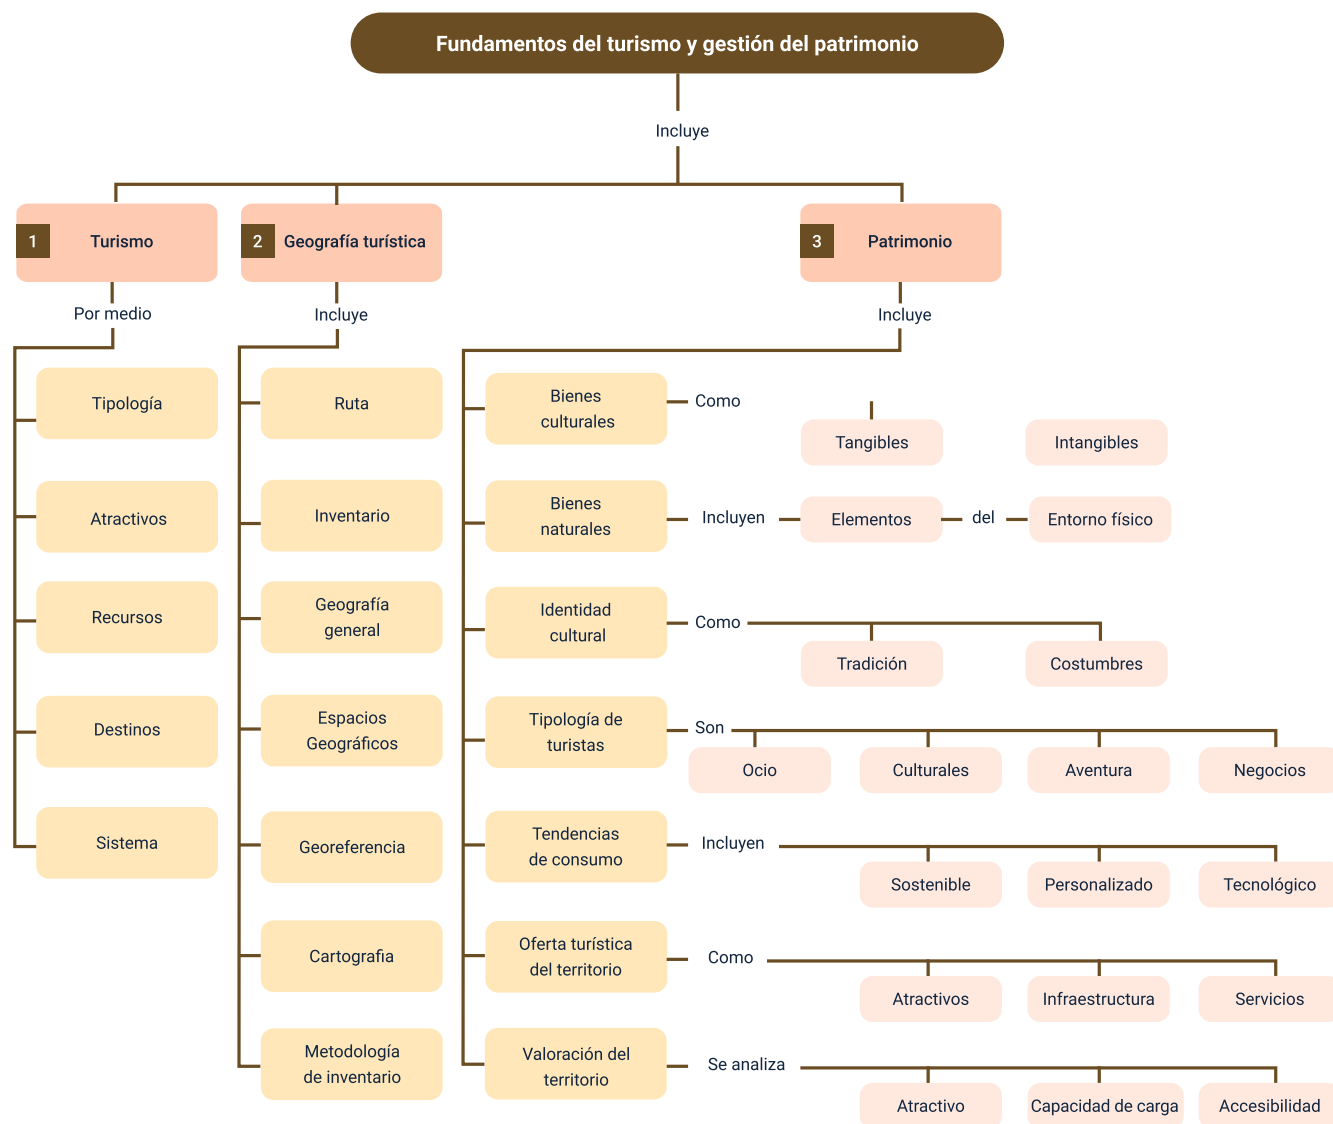 Fundamentos del turismo y gestión del patrimonio
Incluye
1 Turismo
2 Geografía turística
3 Patrimonio
Por medio
Incluye
Incluye
Tipología
Atractivos
Recursos
Destinos
Sistema
Ruta
Inventario
Geografía
general
Espacios
Geográficos
Georeferencia
Cartografia
Metodología
de inventario
Bienes
culturales
Como
Tangibles
Intangibles
Bienes
naturales
Incluyen
Elementos
del
Entorno físico
Identidad
cultural
Como
Tradición
Costumbres
Tipología de
turistas
Son
Ocio
Culturales
Aventura
Negocios
Tendencias
de consumo
Incluyen
Sostenible
Personalizado
Tecnológico
Oferta turística
del territorio
Como
Atractivos
Infraestructura
Servicios
Valoración del
territorio
Se analiza
Atractivo
Capacidad de carga
Accesibilidad